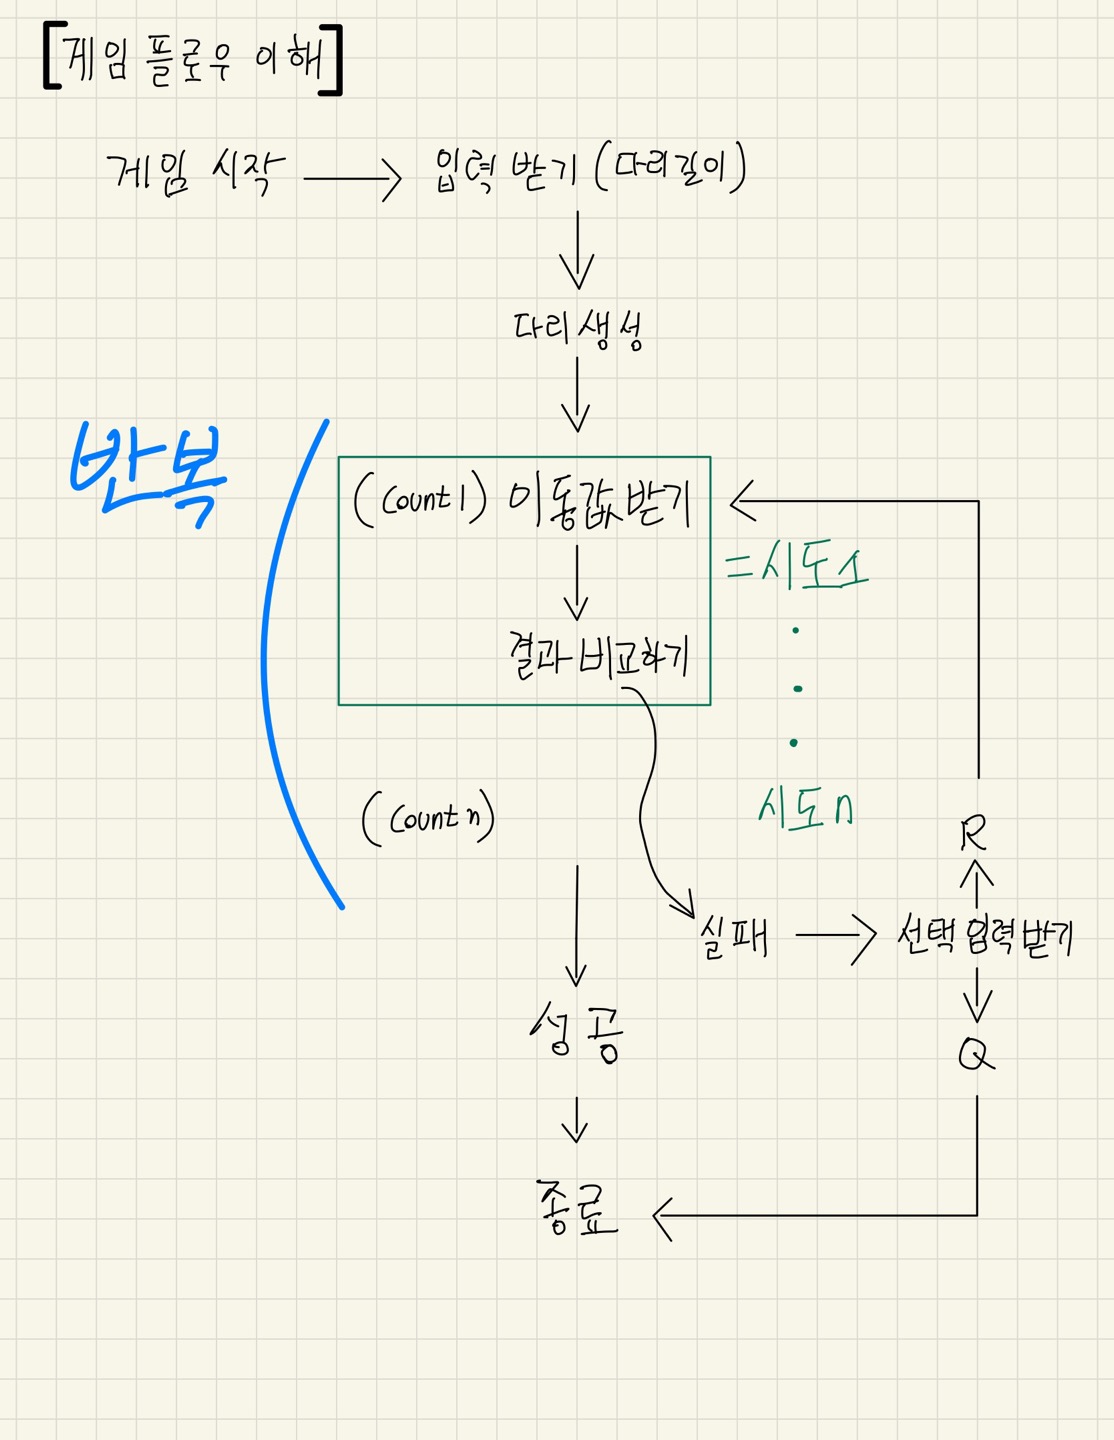 [게임 플로우 이해]
게임 시작 → 입력 받기 (다리길이)
다리 생성
반복
(count 1) 이동값 받기
= 시도 1
결과 비교하기
(count n)
시도 n
R
실패 → 선택 입력 받기
성공
Q
종료